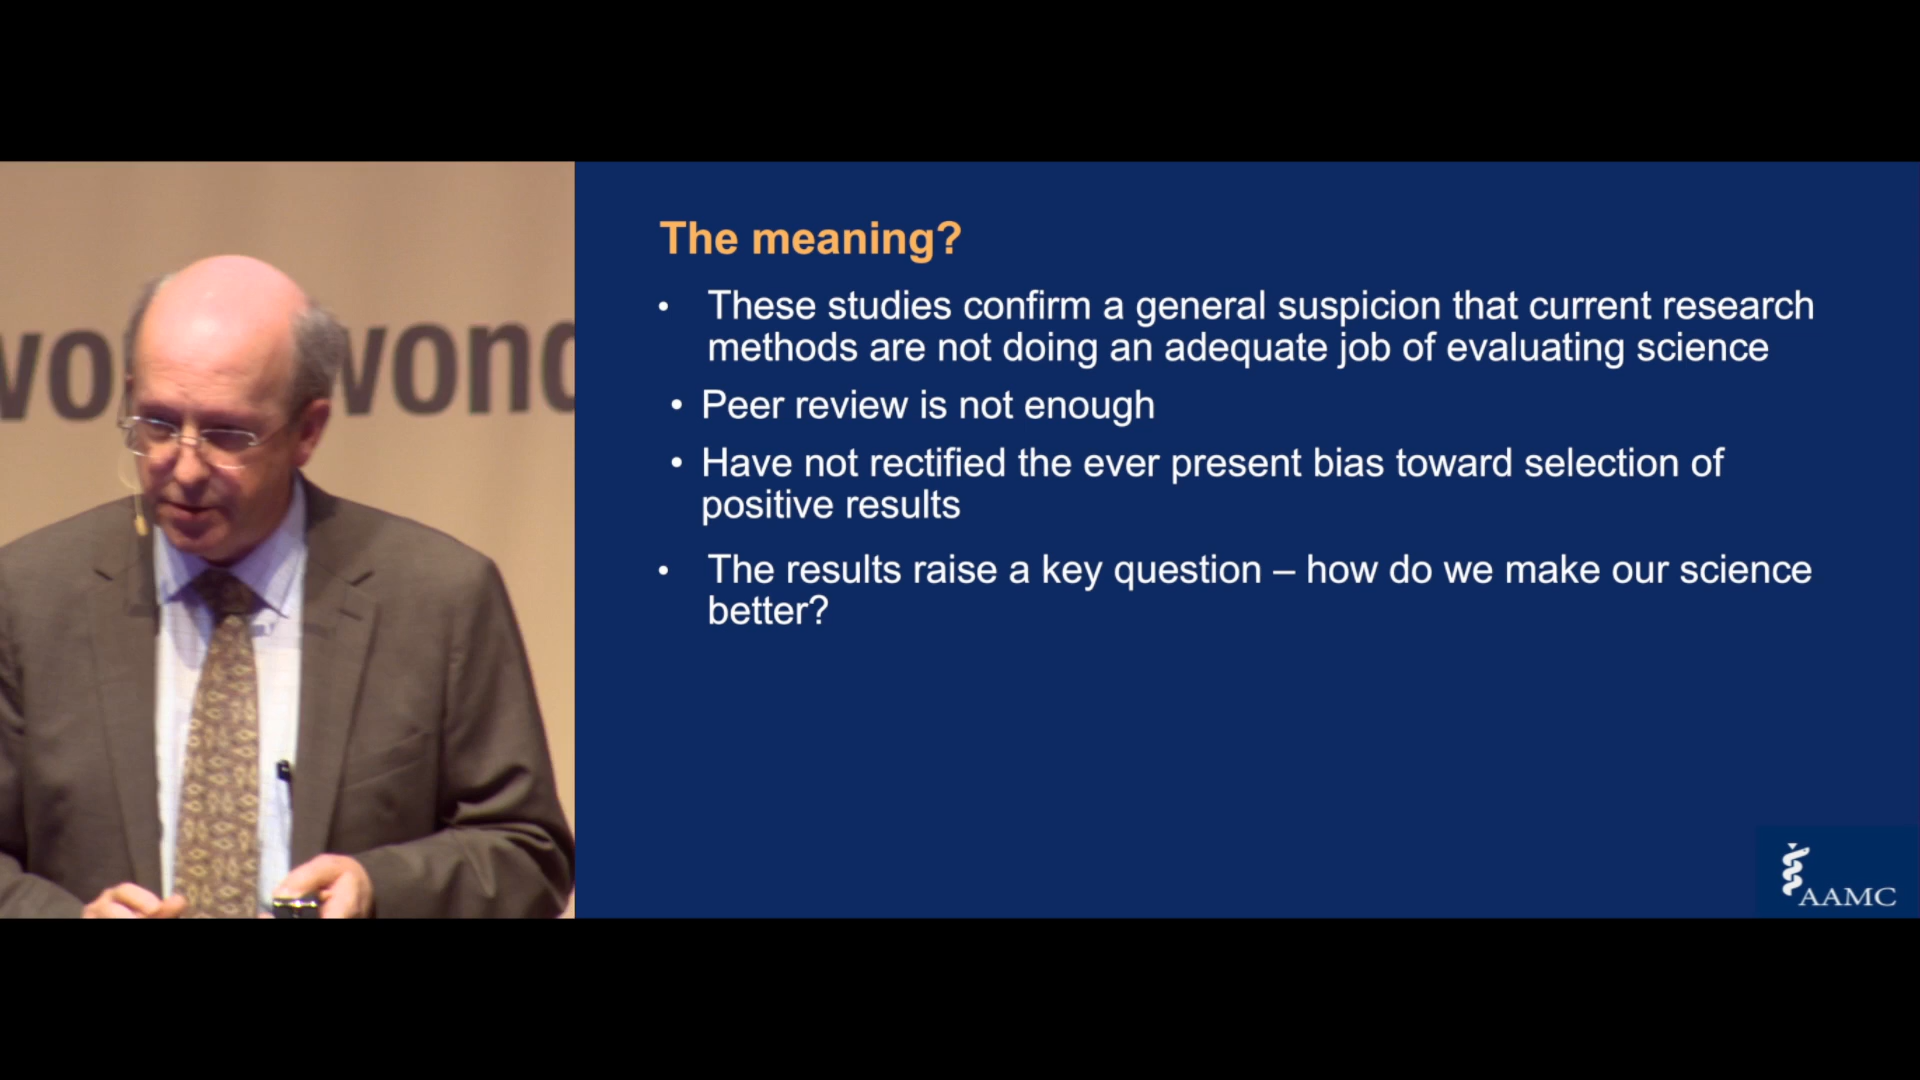 The meaning?
• These studies confirm a general suspicion that current research
methods are not doing an adequate job of evaluating science
• Peer review is not enough
• Have not rectified the ever present bias toward selection of
positive results
• The results raise a key question – how do we make our science
better?
AAMC